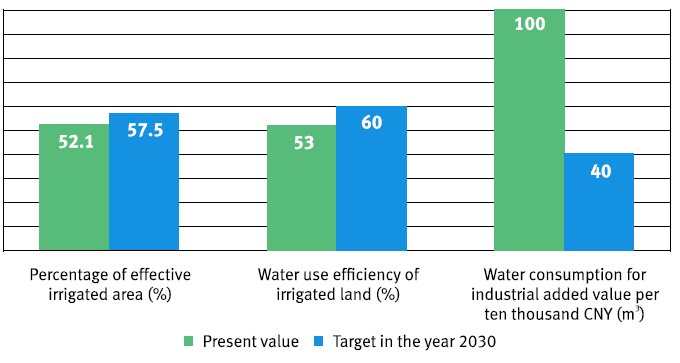 52.1
57.5
53
60
100
40
Percentage of effective
irrigated area (%)
Water use efficiency of
irrigated land (%)
Water consumption for
industrial added value per
ten thousand CNY (m³)
Present value
Target in the year 2030